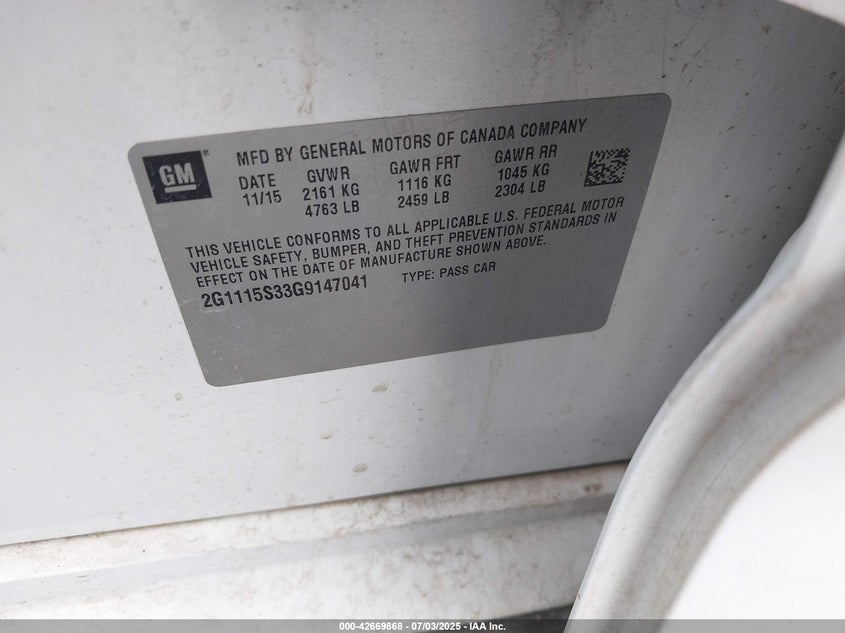 GM®
MFD BY GENERAL MOTORS OF CANADA COMPANY
DATE GVWR GAWR FRT GAWR RR
11/15 2161 KG 1116 KG 1045 KG
4763 LB 2459 LB 2304 LB
THIS VEHICLE CONFORMS TO ALL APPLICABLE U.S. FEDERAL MOTOR
VEHICLE SAFETY, BUMPER, AND THEFT PREVENTION STANDARDS IN
EFFECT ON THE DATE OF MANUFACTURE SHOWN ABOVE.
2G1115S33G9147041 TYPE: PASS CAR
000-42669868 - 07/03/2025 - IAA Inc.